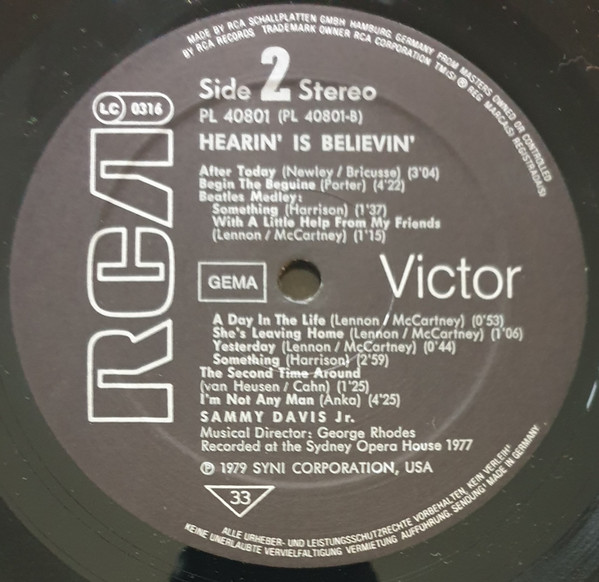 MADE BY RCA SCHALLPLATTEN GMBH HAMBURG, GERMANY FROM MASTERS OWNED OR CONTROLLED
BY RCA RECORDS TRADEMARK OWNER RCA CORPORATION TM(S) ® REG. MARCA(S) REGISTRADA(S)
LC 0316
RCA
Side 2 Stereo
PL 40801 (PL 40801-B)
HEARIN' IS BELIEVIN'
After Today (Newley / Bricusse) (3'04)
Begin The Beguine (Porter) (4'22)
Beatles Medley:
Something (Harrison) (1'37)
With A Little Help From My Friends
(Lennon / McCartney) (1'15)
GEMA
Victor
A Day In The Life (Lennon / McCartney) (0'53)
She's Leaving Home (Lennon / McCartney) (1'06)
Yesterday (Lennon / McCartney) (0'44)
Something (Harrison) (2'59)
The Second Time Around
(van Heusen / Cahn) (1'25)
I'm Not Any Man (Anka) (4'25)
SAMMY DAVIS Jr.
Musical Director: George Rhodes
Recorded at the Sydney Opera House 1977
℗ 1979 SYNI CORPORATION, USA
33
ALLE URHEBER- UND LEISTUNGSSCHUTZRECHTE VORBEHALTEN. KEIN VERLEIH!
KEINE UNERLAUBTE VERVIELFÄLTIGUNG, VERMIETUNG, AUFFÜHRUNG, SENDUNG! MADE IN GERMANY